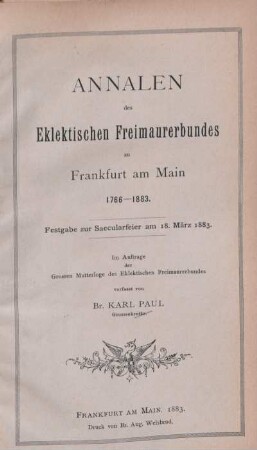 ANNALEN
des
Eklektischen Freimaurerbundes
zu
Frankfurt am Main
1766—1883.
Festgabe zur Saecularfeier am 18. März 1883.
Im Auftrage
der
Grossen Mutterloge des Eklektischen Freimaurerbundes
verfasst von
Br. KARL PAUL
Grosssekretär
FRANKFURT AM MAIN. 1883.
Druck von Br. Aug. Weisbrod.